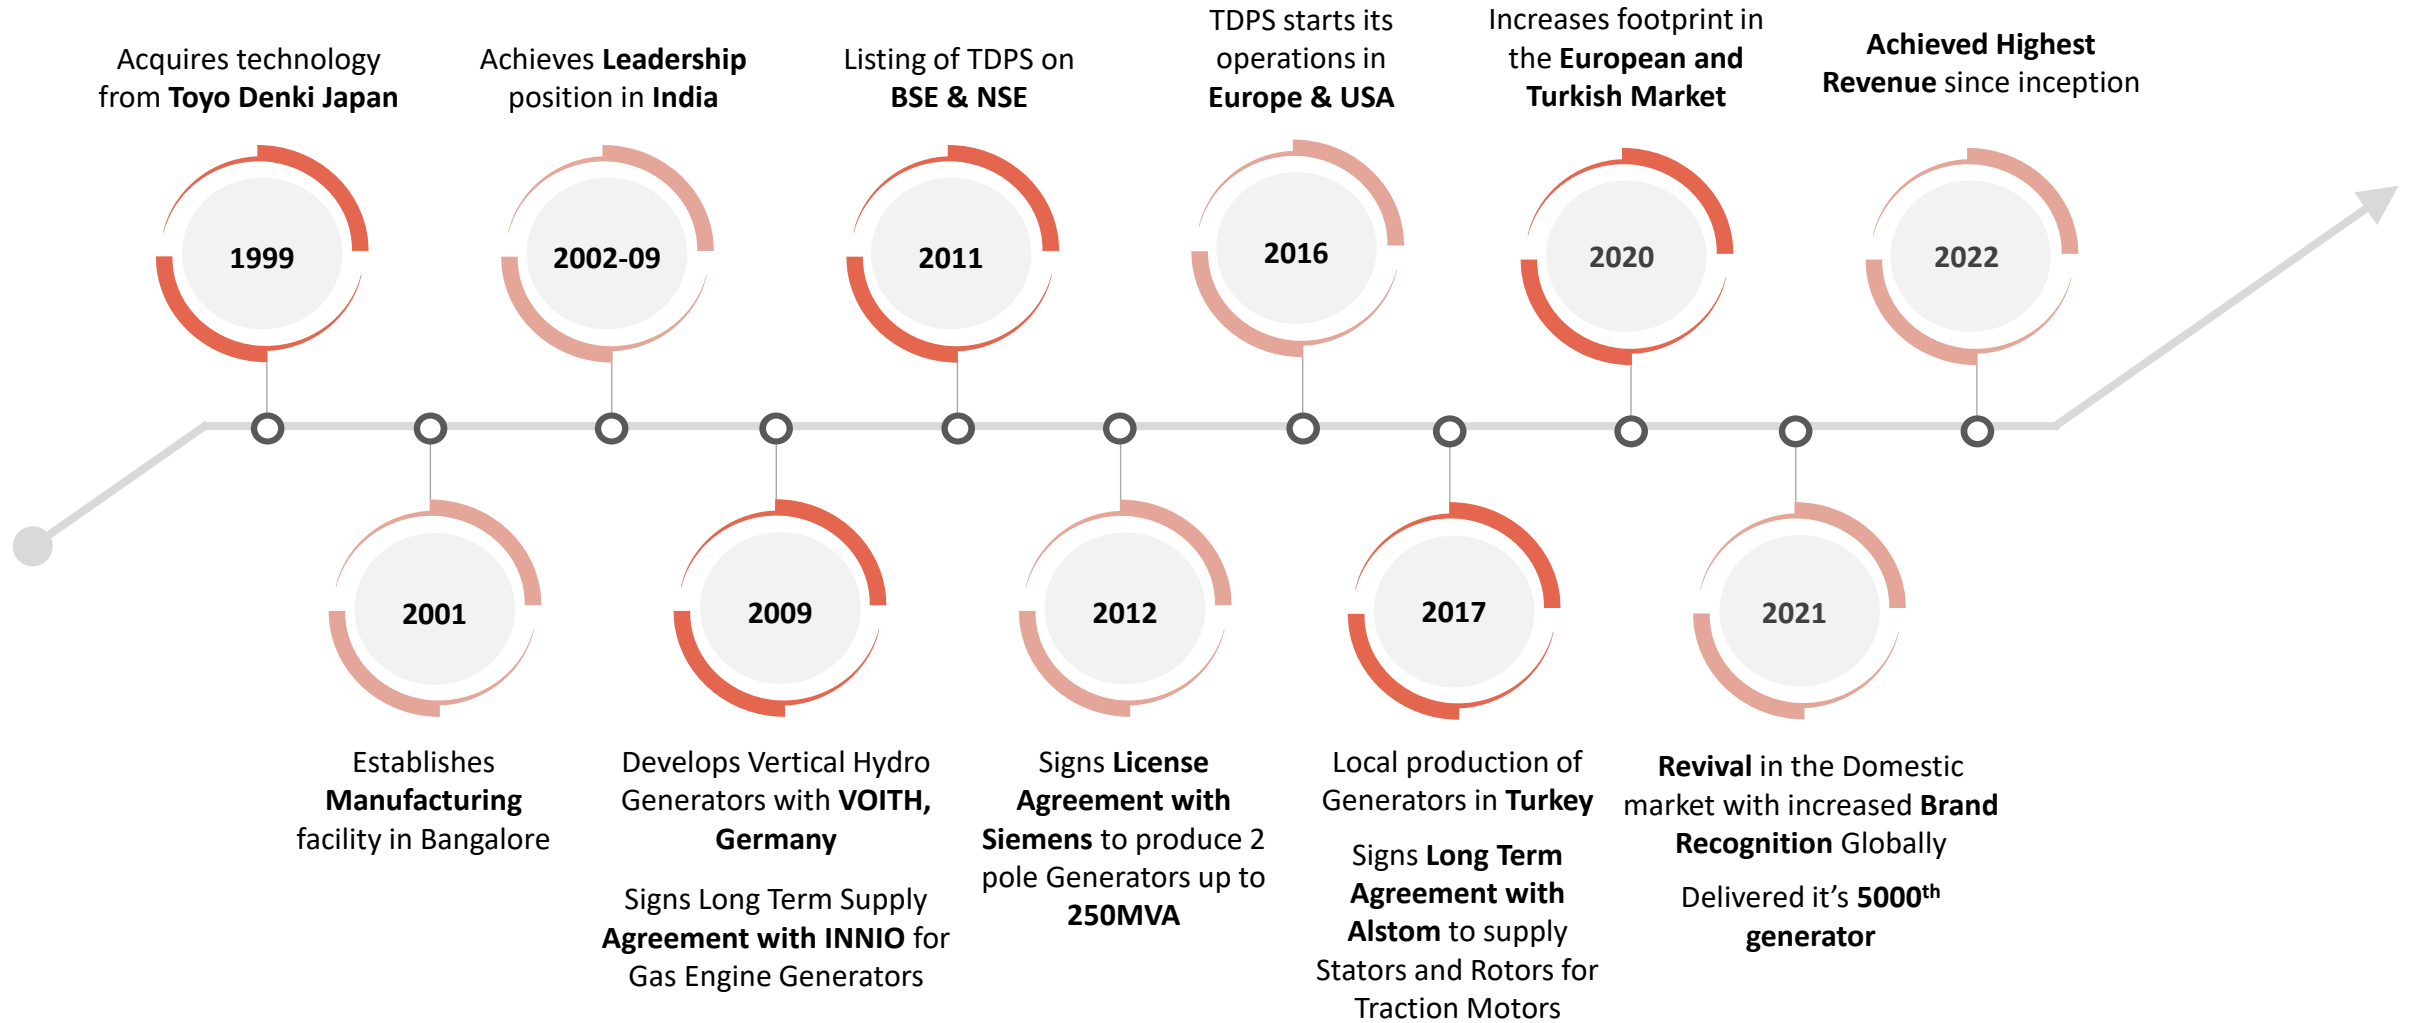 Acquires technology
from Toyo Denki Japan
1999
Achieves Leadership
position in India
2002-09
Listing of TDPS on
BSE & NSE
2011
TDPS starts its
operations in
Europe & USA
2016
Increases footprint in
the European and
Turkish Market
2020
Achieved Highest
Revenue since inception
2022
2001
Establishes
Manufacturing
facility in Bangalore
2009
Develops Vertical Hydro
Generators with VOITH,
Germany
Signs Long Term Supply
Agreement with INNIO for
Gas Engine Generators
2012
Signs License
Agreement with
Siemens to produce 2
pole Generators up to
250MVA
2017
Local production of
Generators in Turkey
Signs Long Term
Agreement with
Alstom to supply
Stators and Rotors for
Traction Motors
2021
Revival in the Domestic
market with increased Brand
Recognition Globally
Delivered it’s 5000th
generator